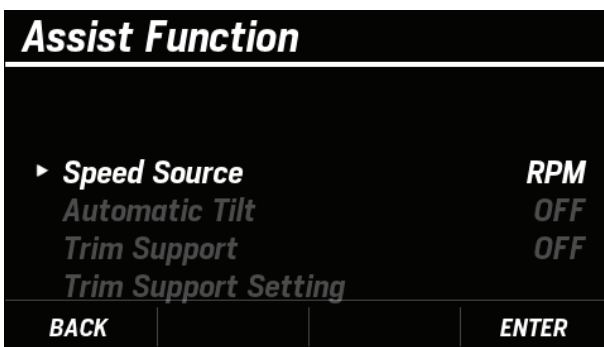 Assist Function
▸ Speed Source RPM
Automatic Tilt OFF
Trim Support OFF
Trim Support Setting
BACK ENTER